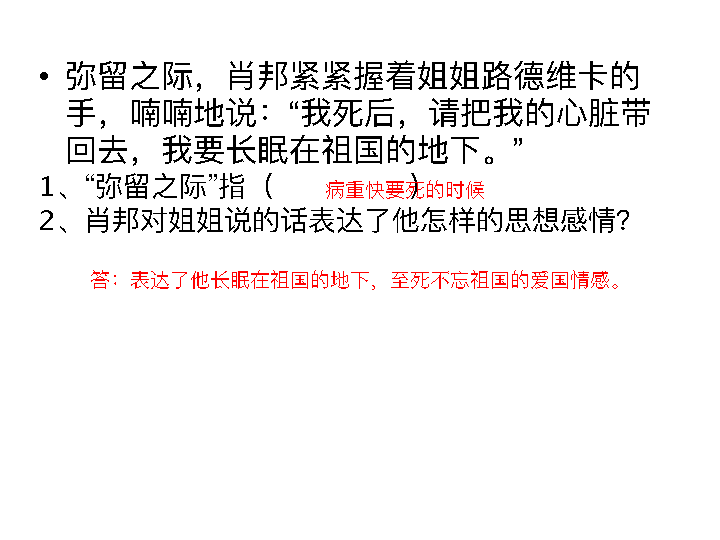 • 弥留之际，肖邦紧紧握着姐姐路德维卡的
手，喃喃地说：“我死后，请把我的心脏带
回去，我要长眠在祖国的地下。”
1、“弥留之际”指（ 病重快要死的时候 ）
2、肖邦对姐姐说的话表达了他怎样的思想感情？
答：表达了他长眠在祖国的地下，至死不忘祖国的爱国情感。